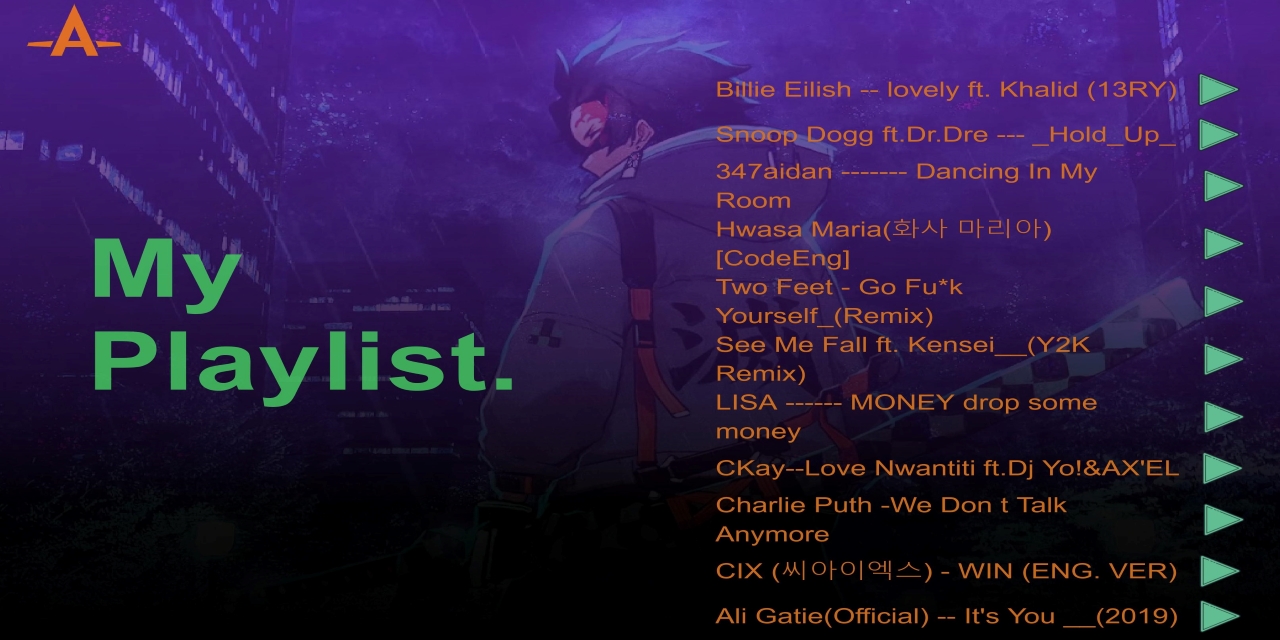 My
Playlist.
Billie Eilish -- lovely ft. Khalid (13RY)
Snoop Dogg ft.Dr.Dre --- _Hold_Up_
347aidan ------- Dancing In My
Room
Hwasa Maria(화사 마리아)
[CodeEng]
Two Feet - Go Fu*k
Yourself_(Remix)
See Me Fall ft. Kensei__(Y2K
Remix)
LISA ------ MONEY drop some
money
CKay--Love Nwantiti ft.Dj Yo!&AX'EL
Charlie Puth -We Don t Talk
Anymore
CIX (씨아이엑스) - WIN (ENG. VER)
Ali Gatie(Official) -- It's You __(2019)